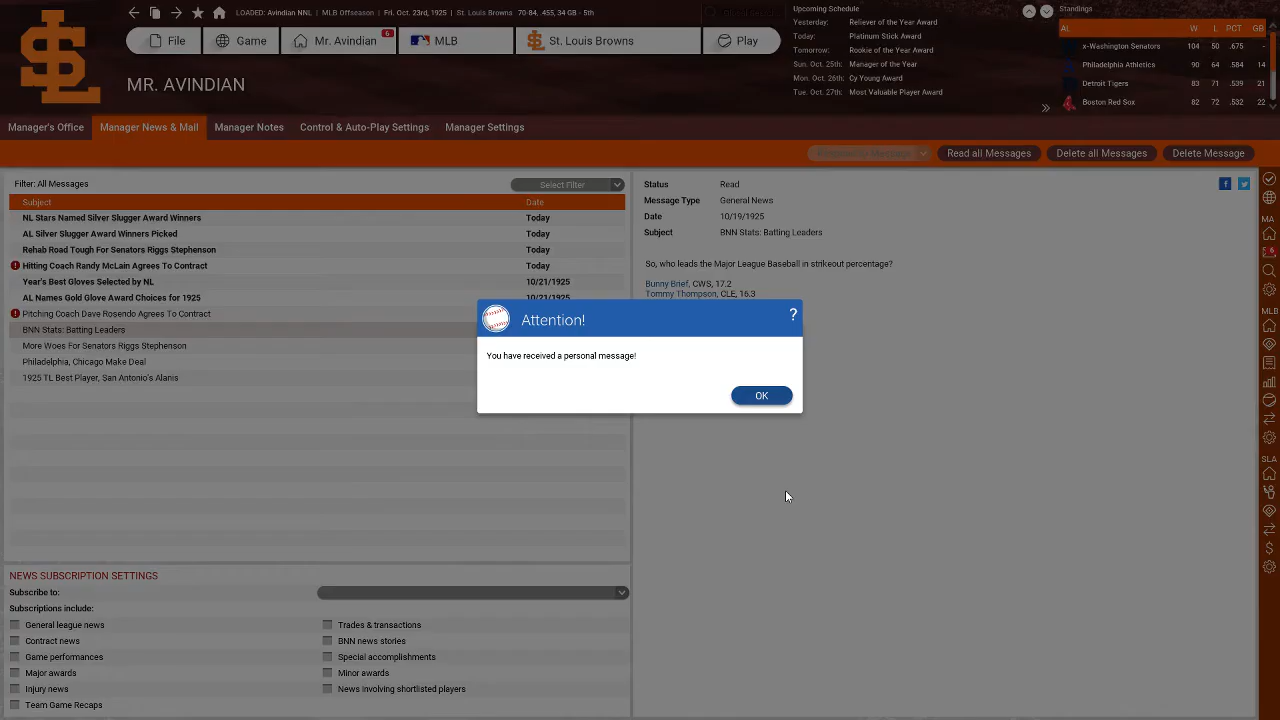 LOADED: Avindian NNL | MLB Offseason | Fri. Oct. 23rd, 1925 | St. Louis Browns 70-84, .455, 34 GB - 5th
File
Game
Mr. Avindian 6
MLB
St. Louis Browns
Play
MR. AVINDIAN
Upcoming Schedule
Yesterday: Reliever of the Year Award
Today: Platinum Stick Award
Tomorrow: Rookie of the Year Award
Sun. Oct. 25th: Manager of the Year
Mon. Oct. 26th: Cy Young Award
Tue. Oct. 27th: Most Valuable Player Award
Standings
AL W L PCT GB
x-Washington Senators 104 50 .675 -
Philadelphia Athletics 90 64 .584 14
Detroit Tigers 83 71 .539 21
Boston Red Sox 82 72 .532 22
Manager's Office
Manager News & Mail
Manager Notes
Control & Auto-Play Settings
Manager Settings
Read all Messages
Delete all Messages
Delete Message
Filter: All Messages
Select Filter
Subject Date
NL Stars Named Silver Slugger Award Winners Today
AL Silver Slugger Award Winners Picked Today
Rehab Road Tough For Senators Riggs Stephenson Today
Hitting Coach Randy McLain Agrees To Contract Today
Year's Best Gloves Selected by NL 10/21/1925
AL Names Gold Glove Award Choices for 1925 10/21/1925
Pitching Coach Dave Rosendo Agrees To Contract
BNN Stats: Batting Leaders
More Woes For Senators Riggs Stephenson
Philadelphia, Chicago Make Deal
1925 TL Best Player, San Antonio's Alanis
Status Read
Message Type General News
Date 10/19/1925
Subject BNN Stats: Batting Leaders
So, who leads the Major League Baseball in strikeout percentage?
Bunny Brief, CWS, 17.2
Tommy Thompson, CLE, 16.3
Attention!
?
You have received a personal message!
OK
NEWS SUBSCRIPTION SETTINGS
Subscribe to:
Subscriptions include:
General league news
Trades & transactions
Contract news
BNN news stories
Game performances
Special accomplishments
Major awards
Minor awards
Injury news
News involving shortlisted players
Team Game Recaps
MA
6
MLB
SLA
$